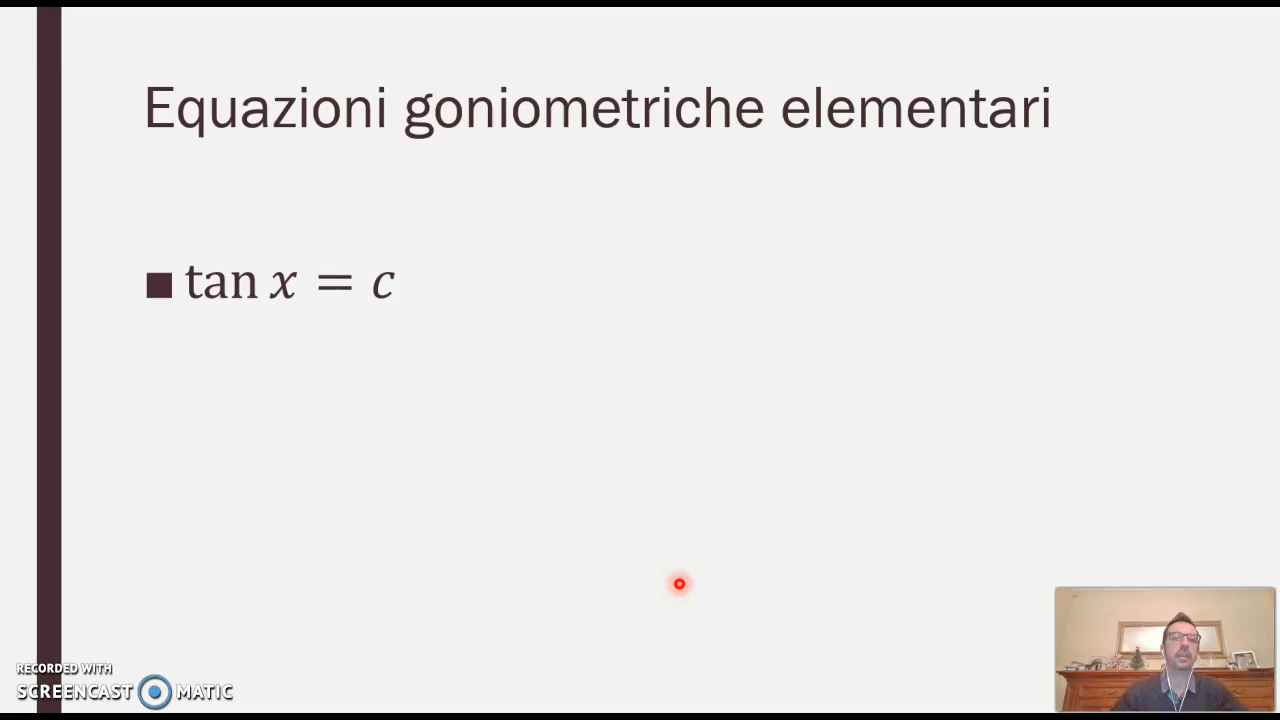 Equazioni goniometriche elementari
■ tan x = c
RECORDED WITH
SCREENCAST MATIC